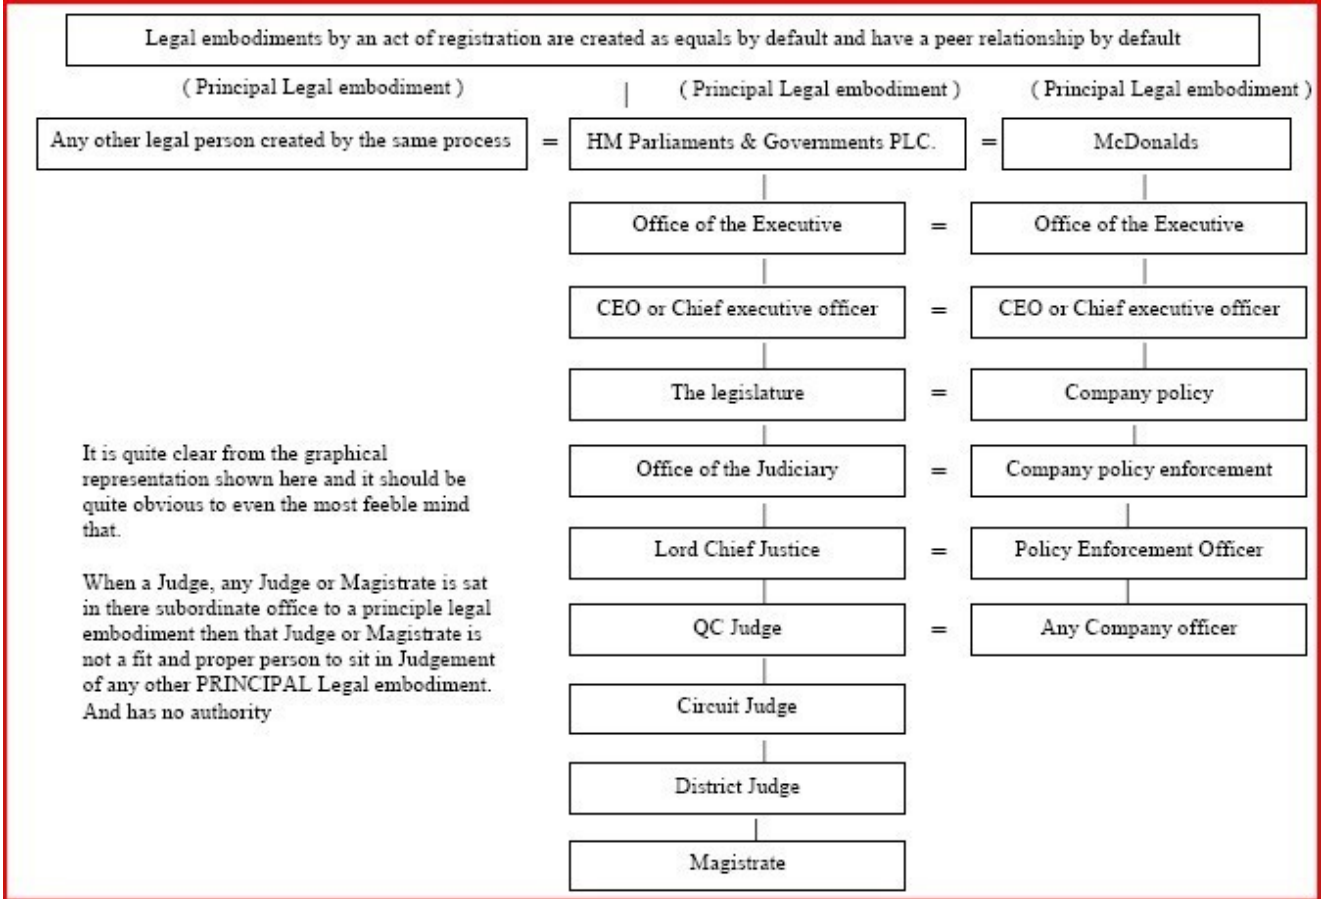 Legal embodiments by an act of registration are created as equals by default and have a peer relationship by default
( Principal Legal embodiment ) | ( Principal Legal embodiment ) ( Principal Legal embodiment )
Any other legal person created by the same process = HM Parliaments & Governments PLC. = McDonalds
Office of the Executive = Office of the Executive
CEO or Chief executive officer = CEO or Chief executive officer
The legislature = Company policy
Office of the Judiciary = Company policy enforcement
Lord Chief Justice = Policy Enforcement Officer
QC Judge = Any Company officer
Circuit Judge
District Judge
Magistrate
It is quite clear from the graphical
representation shown here and it should be
quite obvious to even the most feeble mind
that.
When a Judge, any Judge or Magistrate is sat
in there subordinate office to a principle legal
embodiment then that Judge or Magistrate is
not a fit and proper person to sit in Judgement
of any other PRINCIPAL Legal embodiment.
And has no authority